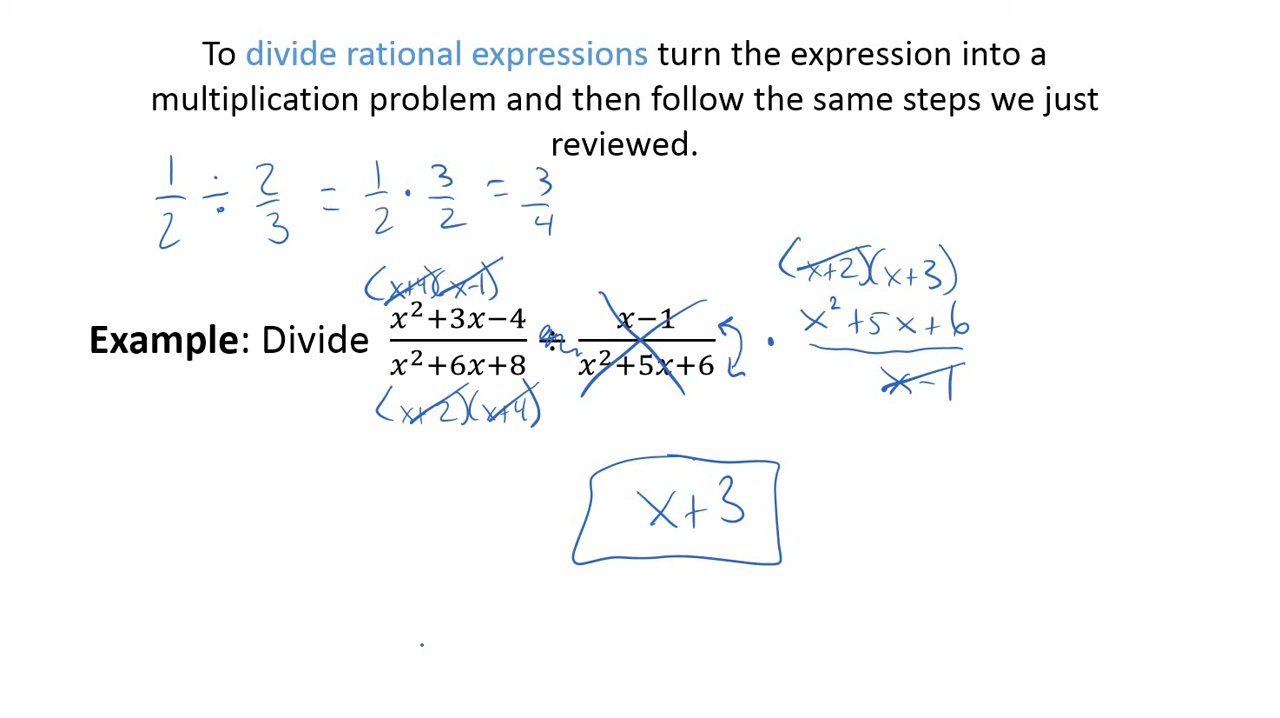 To divide rational expressions turn the expression into a
multiplication problem and then follow the same steps we just
reviewed.
1/2 ÷ 2/3 = 1/2 · 3/2 = 3/4
(x+4)(x-1) (x+2)(x+3)
Example: Divide x²+3x−4/x²+6x+8 ÷ x−1/x²+5x+6 · x²+5x+6/x-1
(x+2)(x+4)
x+3